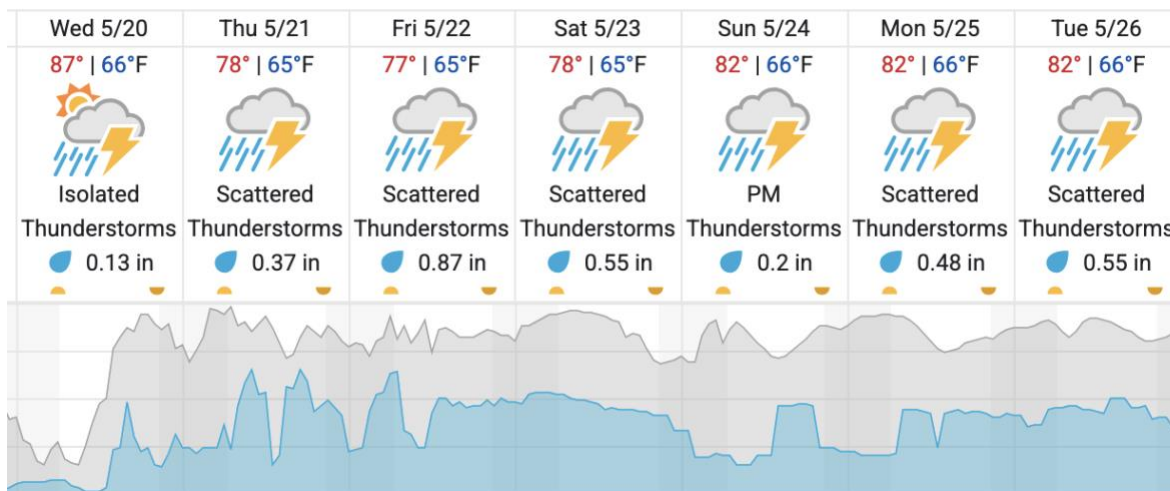 Wed 5/20 Thu 5/21 Fri 5/22 Sat 5/23 Sun 5/24 Mon 5/25 Tue 5/26
87° | 66°F 78° | 65°F 77° | 65°F 78° | 65°F 82° | 66°F 82° | 66°F 82° | 66°F
Isolated Scattered Scattered Scattered PM Scattered Scattered
Thunderstorms Thunderstorms Thunderstorms Thunderstorms Thunderstorms Thunderstorms Thunderstorms
0.13 in 0.37 in 0.87 in 0.55 in 0.2 in 0.48 in 0.55 in